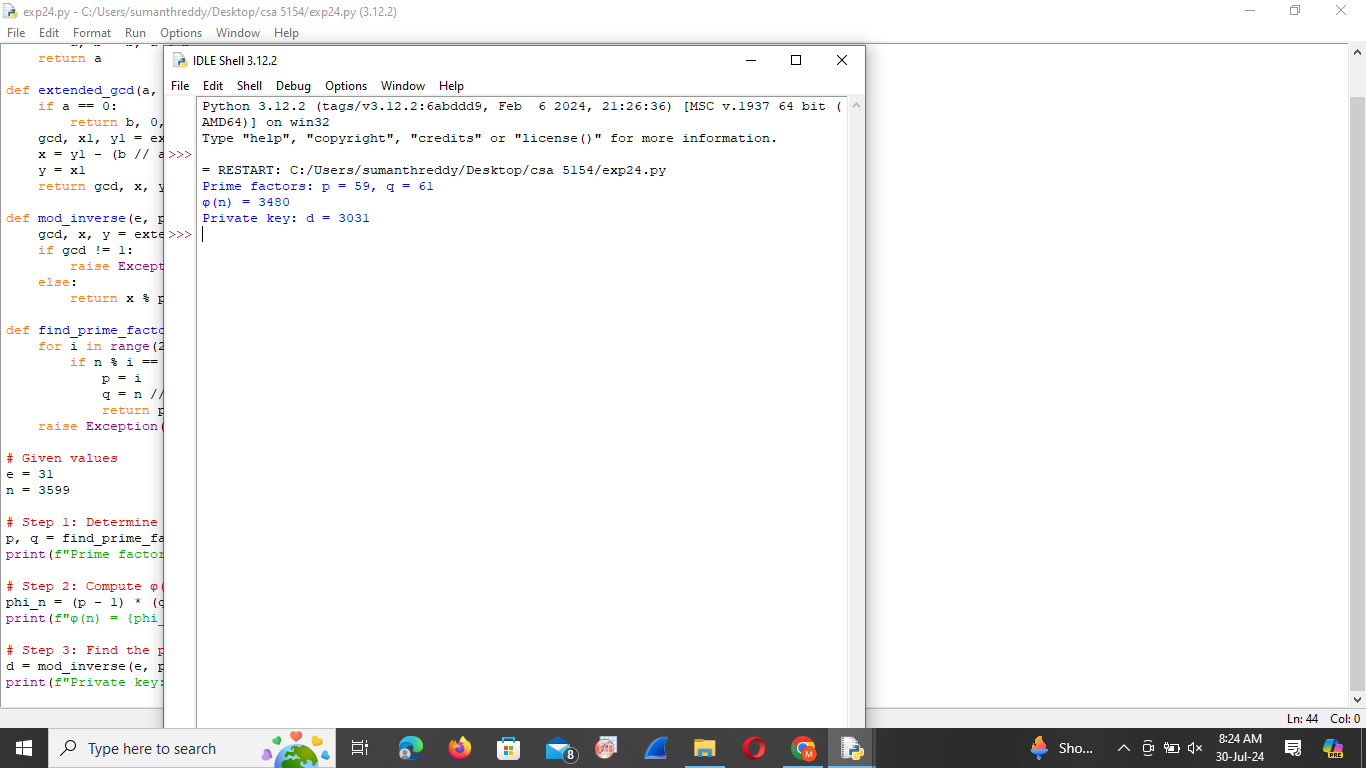 exp24.py - C:/Users/sumanthreddy/Desktop/csa 5154/exp24.py (3.12.2)
File Edit Format Run Options Window Help
return a
def extended_gcd(a,
if a == 0:
return b, 0,
gcd, x1, y1 = ex
x = y1 - (b // a
y = x1
return gcd, x, y
def mod_inverse(e, p
gcd, x, y = exte
if gcd != 1:
raise Except
else:
return x % p
def find_prime_facto
for i in range(2
if n % i ==
p = i
q = n //
return p
raise Exception(
# Given values
e = 31
n = 3599
# Step 1: Determine
p, q = find_prime_fa
print(f"Prime factor
# Step 2: Compute φ(
phi_n = (p - 1) * (q
print(f"φ(n) = {phi_
# Step 3: Find the p
d = mod_inverse(e, p
print(f"Private key:
IDLE Shell 3.12.2
File Edit Shell Debug Options Window Help
Python 3.12.2 (tags/v3.12.2:6abddd9, Feb  6 2024, 21:26:36) [MSC v.1937 64 bit (
AMD64)] on win32
Type "help", "copyright", "credits" or "license()" for more information.
>>>
= RESTART: C:/Users/sumanthreddy/Desktop/csa 5154/exp24.py
Prime factors: p = 59, q = 61
φ(n) = 3480
Private key: d = 3031
>>>
Ln: 44 Col: 0
Type here to search
8
M
Sho...
8:24 AM
30-Jul-24
PRE